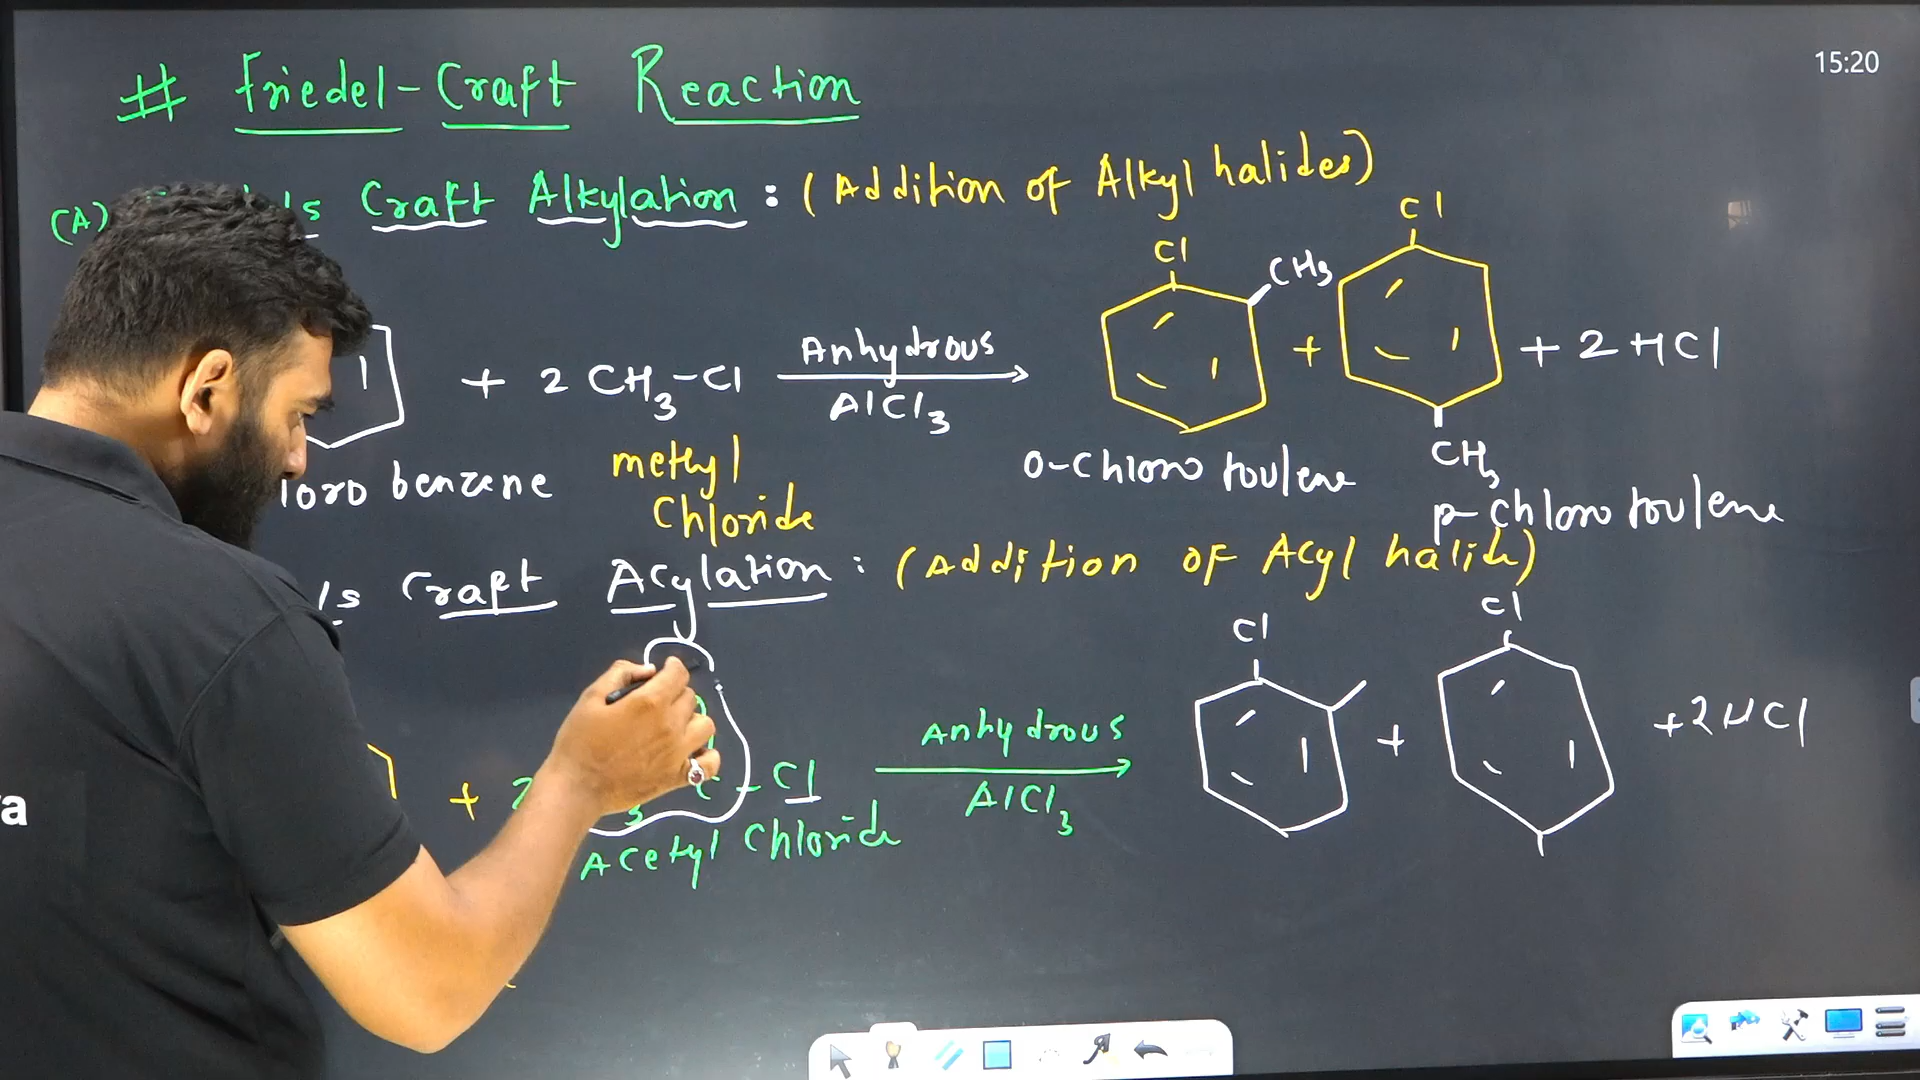 15:20
# Friedel-Craft Reaction
(A) ls Craft Alkylation : (Addition of Alkyl halides)
Cl
Cl
CH3
+ 2 CH3-Cl Anhydrous AlCl3 + + 2HCl
CH3
loro benzene methyl Chloride o-Chloro toulene p-Chloro toulene
ls Craft Acylation : (Addition of Acyl halide)
Cl Cl
+ 2 3 C - Cl Anhydrous AlCl3 + +2HCl
Acetyl Chloride
a